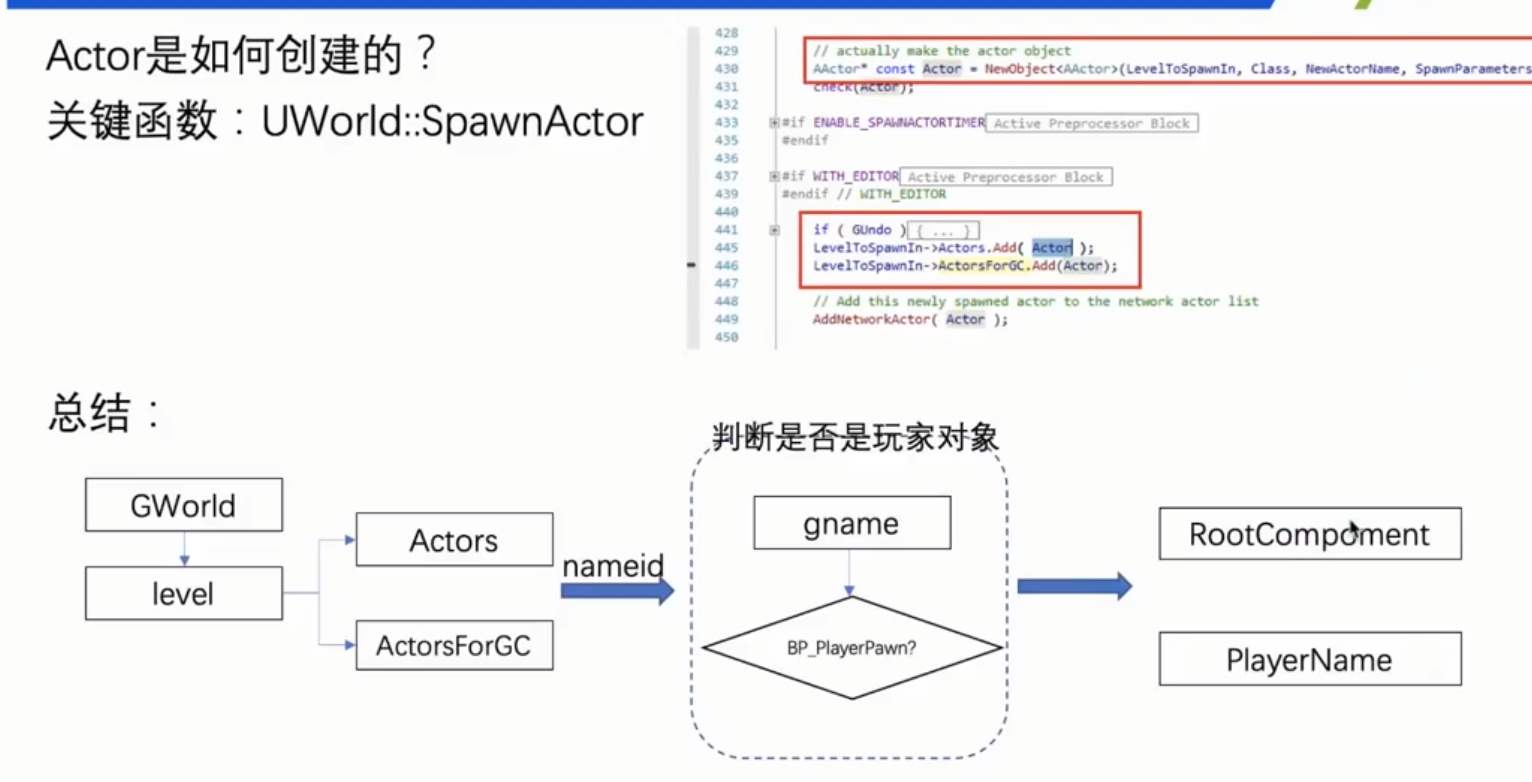 Actor是如何创建的？
关键函数：UWorld::SpawnActor
428
429 // actually make the actor object
430 AActor* const Actor = NewObject<AActor>(LevelToSpawnIn, Class, NewActorName, SpawnParameters
431 check(Actor);
432
433 #if ENABLE_SPAWNACTORTIMER Active Preprocessor Block
435 #endif
436
437 #if WITH_EDITOR Active Preprocessor Block
439 #endif // WITH_EDITOR
440
441 if ( GUndo ) { ... }
445 LevelToSpawnIn->Actors.Add( Actor );
446 LevelToSpawnIn->ActorsForGC.Add(Actor);
447
448 // Add this newly spawned actor to the network actor list
449 AddNetworkActor( Actor );
450
总结：
GWorld
level
Actors
ActorsForGC
nameid
判断是否是玩家对象
gname
BP_PlayerPawn?
RootCompoment
PlayerName